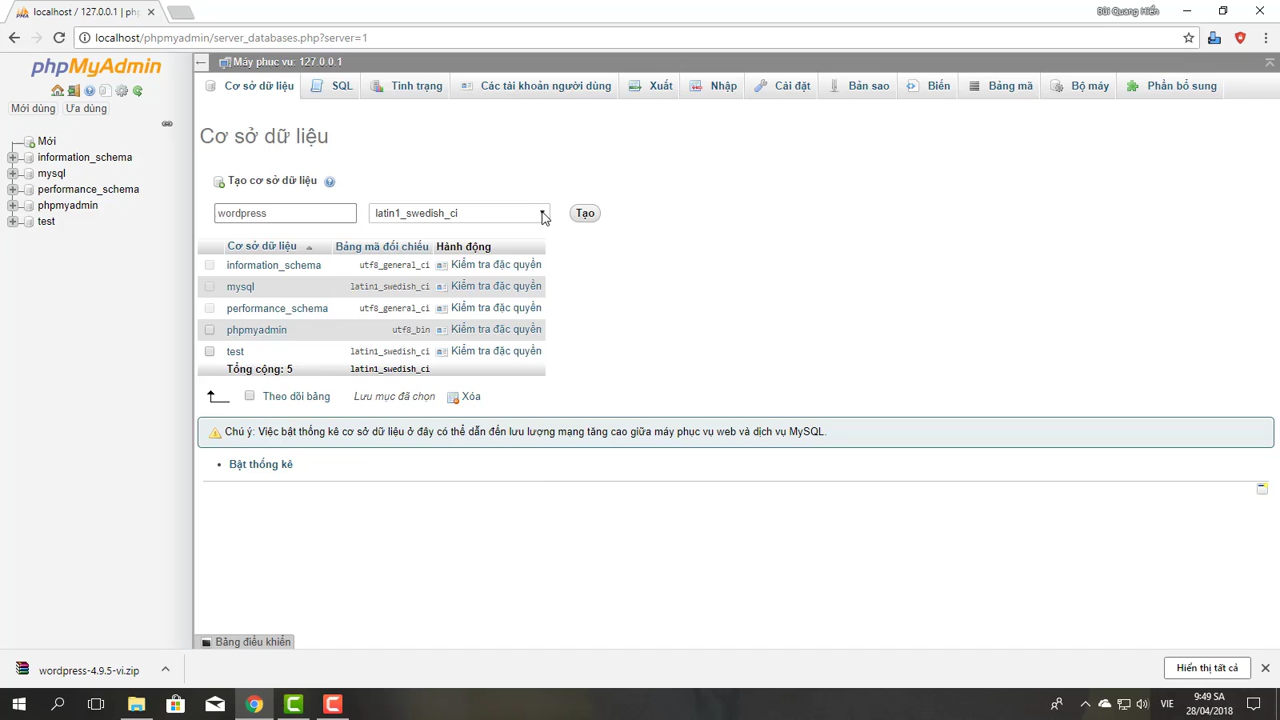 localhost / 127.0.0.1 | ph
Bùi Quang Hiển
localhost/phpmyadmin/server_databases.php?server=1
phpMyAdmin
Mới dùng
Ưa dùng
Mới
information_schema
mysql
performance_schema
phpmyadmin
test
Máy phục vụ: 127.0.0.1
Cơ sở dữ liệu
SQL
Tình trạng
Các tài khoản người dùng
Xuất
Nhập
Cài đặt
Bản sao
Biến
Bảng mã
Bộ máy
Phần bổ sung
Cơ sở dữ liệu
Tạo cơ sở dữ liệu
wordpress latin1_swedish_ci Tạo
Cơ sở dữ liệu Bảng mã đối chiếu Hành động
information_schema utf8_general_ci Kiểm tra đặc quyền
mysql latin1_swedish_ci Kiểm tra đặc quyền
performance_schema utf8_general_ci Kiểm tra đặc quyền
phpmyadmin utf8_bin Kiểm tra đặc quyền
test latin1_swedish_ci Kiểm tra đặc quyền
Tổng cộng: 5 latin1_swedish_ci
Theo dõi bảng Lưu mục đã chọn Xóa
Chú ý: Việc bật thống kê cơ sở dữ liệu ở đây có thể dẫn đến lưu lượng mạng tăng cao giữa máy phục vụ web và dịch vụ MySQL.
Bật thống kê
Bảng điều khiển
wordpress-4.9.5-vi.zip
Hiển thị tất cả
VIE
9:49 SA
28/04/2018